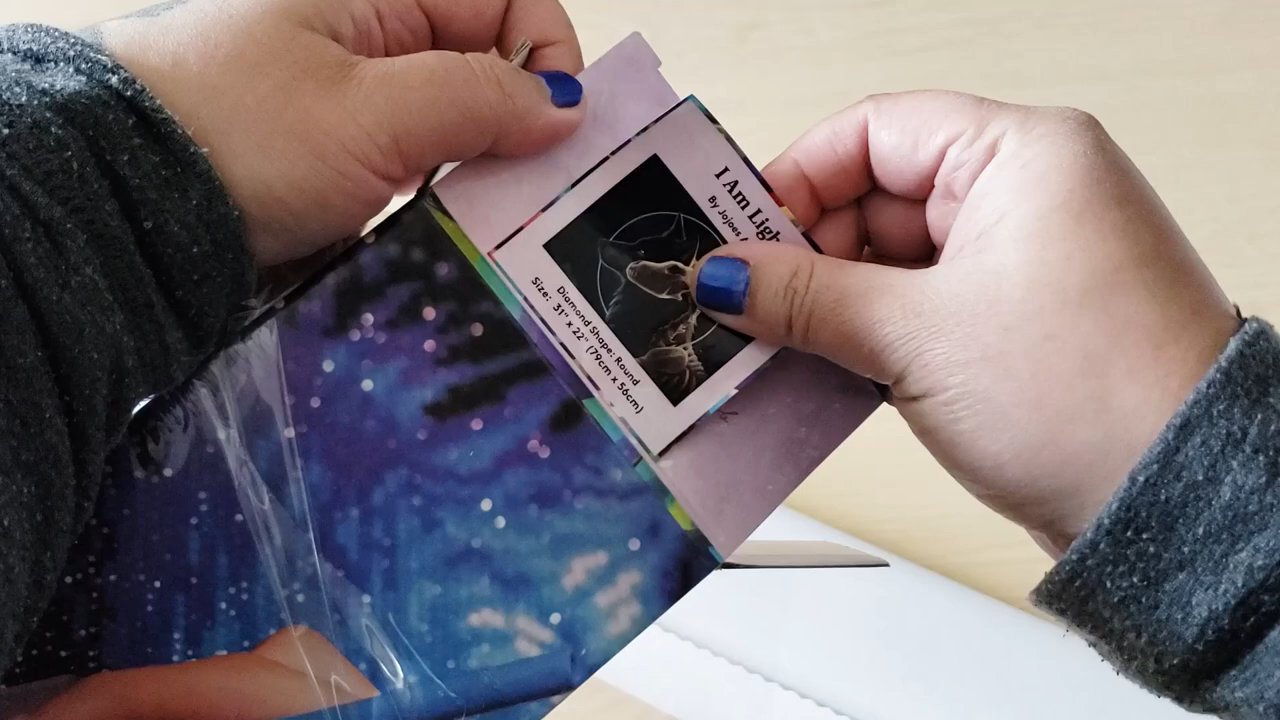 I Am Ligh
By Jojoes
Diamond Shape: Round
Size: 31" x 22" (79cm x 56cm)